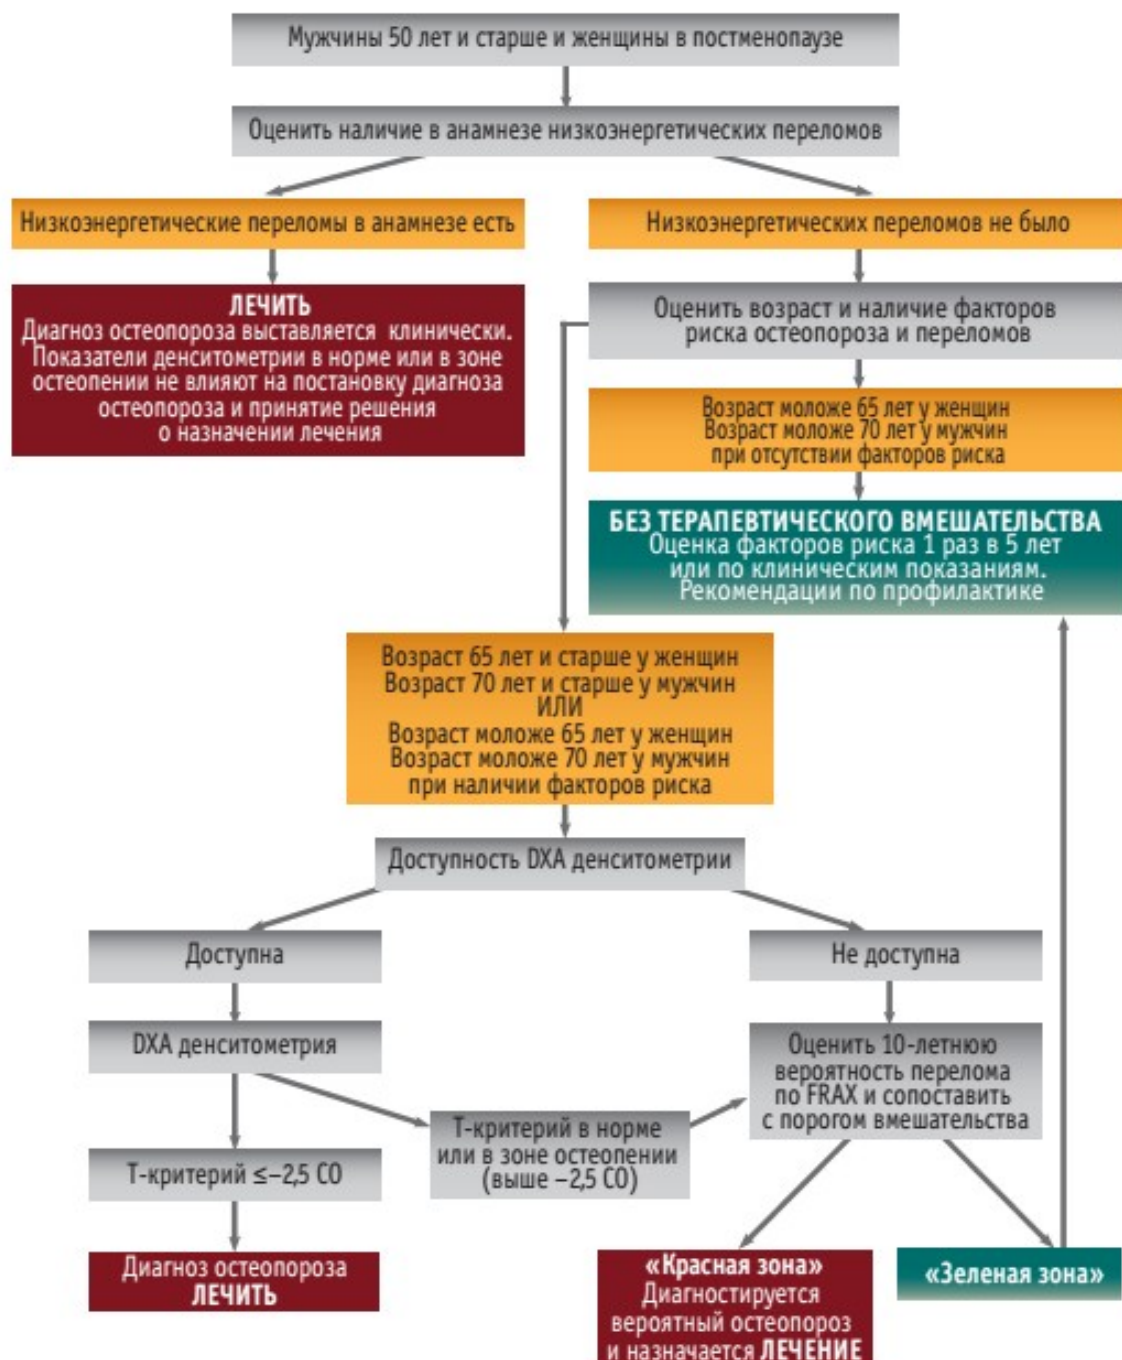 Мужчины 50 лет и старше и женщины в постменопаузе
Оценить наличие в анамнезе низкоэнергетических переломов
Низкоэнергетические переломы в анамнезе есть
Низкоэнергетических переломов не было
ЛЕЧИТЬ
Диагноз остеопороза выставляется клинически.
Показатели денситометрии в норме или в зоне
остеопении не влияют на постановку диагноза
остеопороза и принятие решения
о назначении лечения
Оценить возраст и наличие факторов
риска остеопороза и переломов
Возраст моложе 65 лет у женщин
Возраст моложе 70 лет у мужчин
при отсутствии факторов риска
БЕЗ ТЕРАПЕВТИЧЕСКОГО ВМЕШАТЕЛЬСТВА
Оценка факторов риска 1 раз в 5 лет
или по клиническим показаниям.
Рекомендации по профилактике
Возраст 65 лет и старше у женщин
Возраст 70 лет и старше у мужчин
ИЛИ
Возраст моложе 65 лет у женщин
Возраст моложе 70 лет у мужчин
при наличии факторов риска
Доступность DXA денситометрии
Доступна
Не доступна
DXA денситометрия
Оценить 10-летнюю
вероятность перелома
по FRAX и сопоставить
с порогом вмешательства
Т-критерий в норме
или в зоне остеопении
(выше –2,5 СО)
Т-критерий ≤–2,5 СО
Диагноз остеопороза
ЛЕЧИТЬ
«Красная зона»
Диагностируется
вероятный остеопороз
и назначается ЛЕЧЕНИЕ
«Зеленая зона»